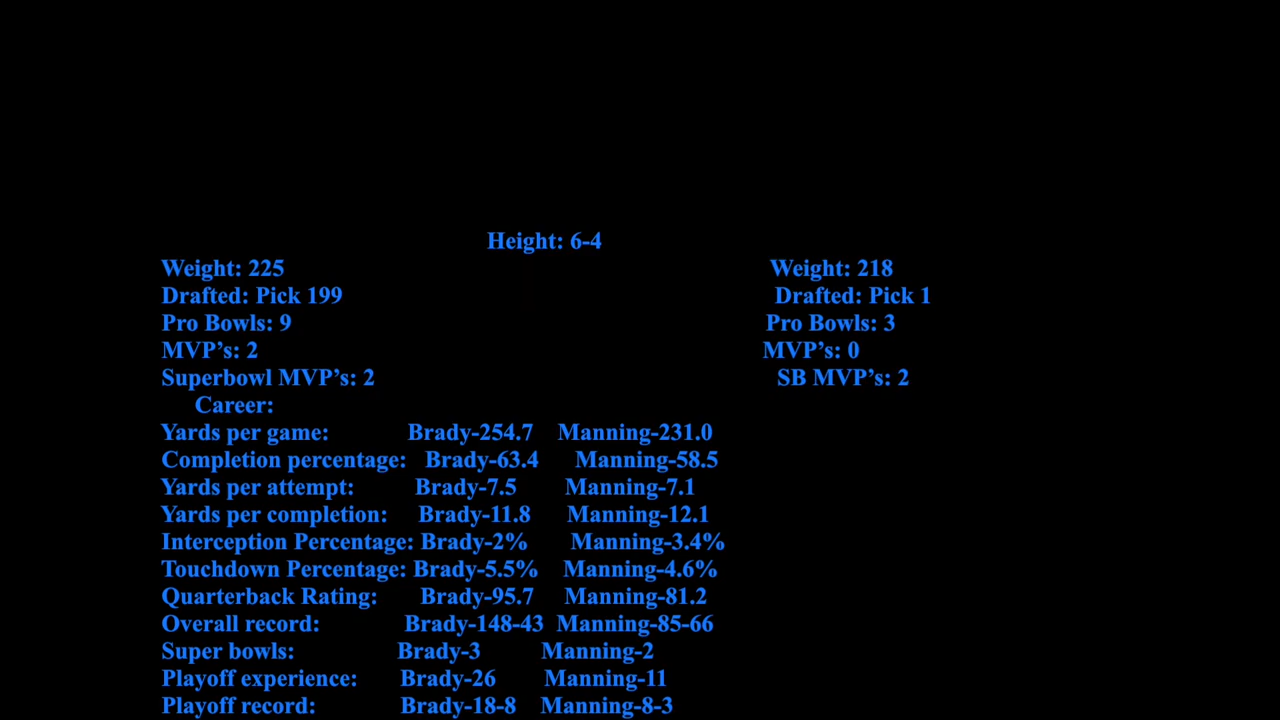 Height: 6-4
Weight: 225 Weight: 218
Drafted: Pick 199 Drafted: Pick 1
Pro Bowls: 9 Pro Bowls: 3
MVP’s: 2 MVP’s: 0
Superbowl MVP’s: 2 SB MVP’s: 2
Career:
Yards per game: Brady-254.7 Manning-231.0
Completion percentage: Brady-63.4 Manning-58.5
Yards per attempt: Brady-7.5 Manning-7.1
Yards per completion: Brady-11.8 Manning-12.1
Interception Percentage: Brady-2% Manning-3.4%
Touchdown Percentage: Brady-5.5% Manning-4.6%
Quarterback Rating: Brady-95.7 Manning-81.2
Overall record: Brady-148-43 Manning-85-66
Super bowls: Brady-3 Manning-2
Playoff experience: Brady-26 Manning-11
Playoff record: Brady-18-8 Manning-8-3